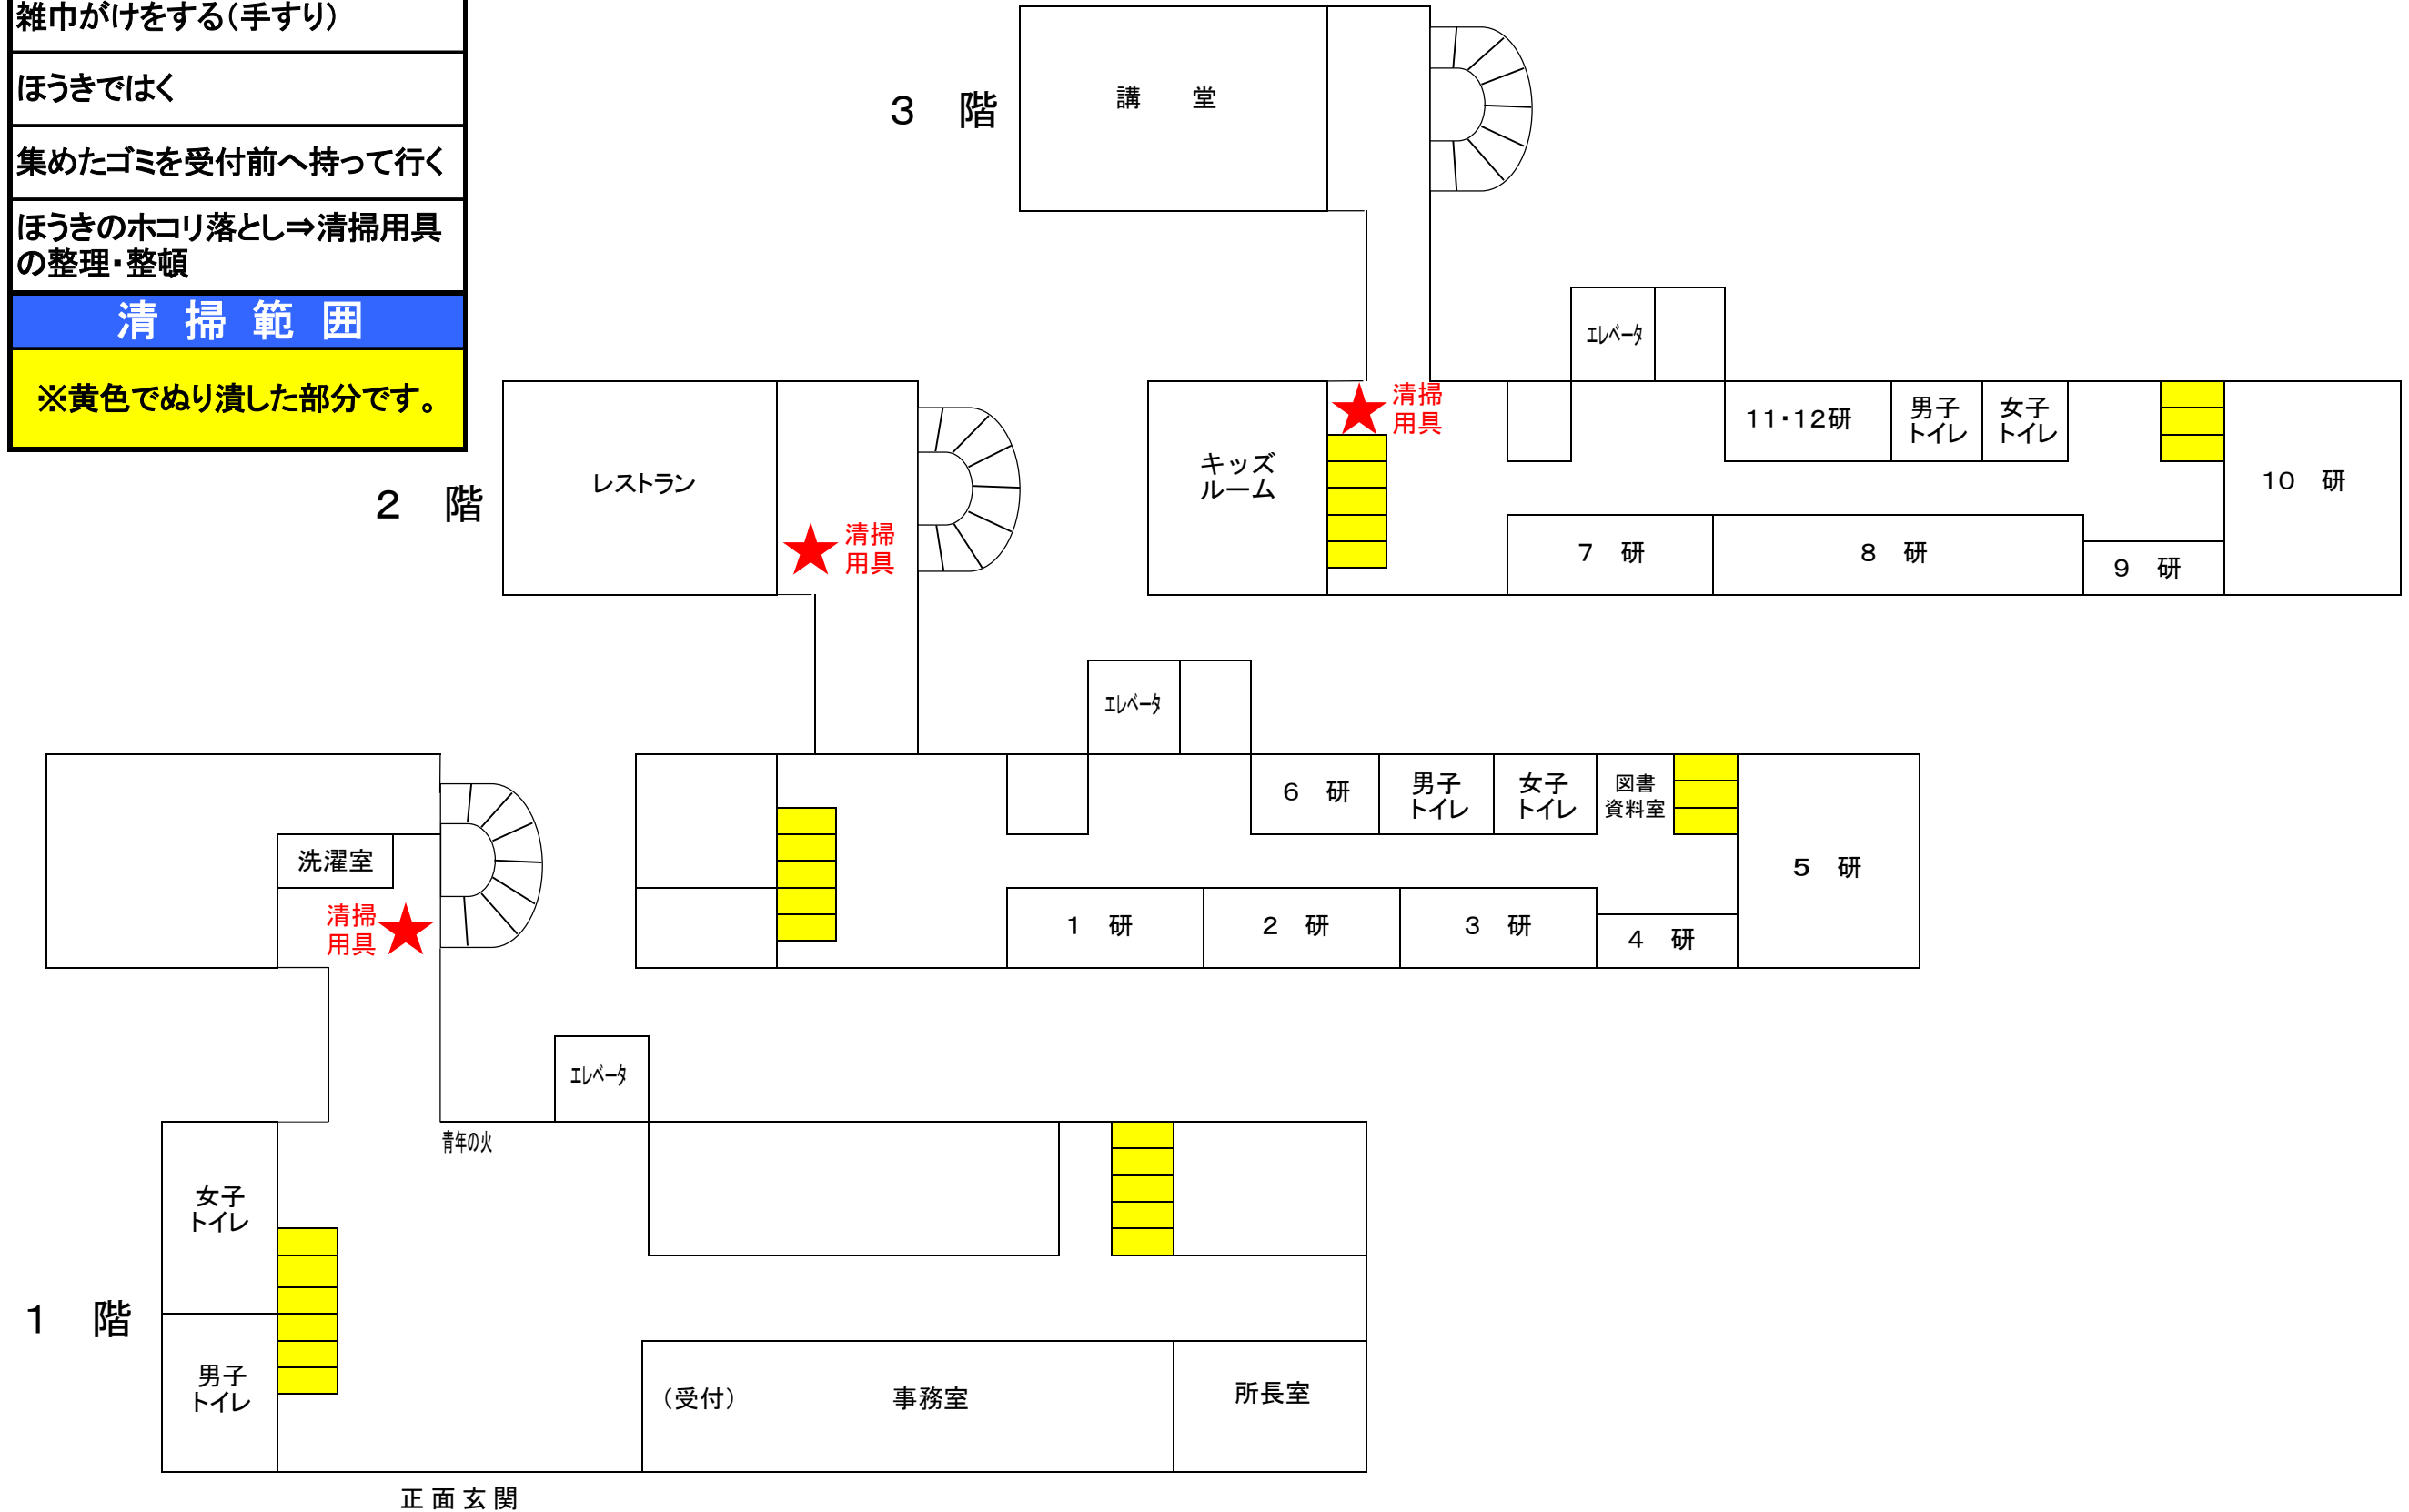 雑巾がけをする（手すり）
ほうきではく
集めたゴミを受付前へ持って行く
ほうきのホコリ落とし⇒清掃用具
の整理・整頓
清 掃 範 囲
※黄色でぬり潰した部分です。
３ 階
講 堂
エレベータ
清掃
用具
キッズ
ルーム
11・12研
男子
トイレ
女子
トイレ
10 研
7 研
8 研
9 研
２ 階
レストラン
清掃
用具
エレベータ
6 研
男子
トイレ
女子
トイレ
図書
資料室
5 研
1 研
2 研
3 研
4 研
洗濯室
清掃
用具
エレベータ
青年の火
１ 階
女子
トイレ
男子
トイレ
（受付）
事務室
所長室
正 面 玄 関